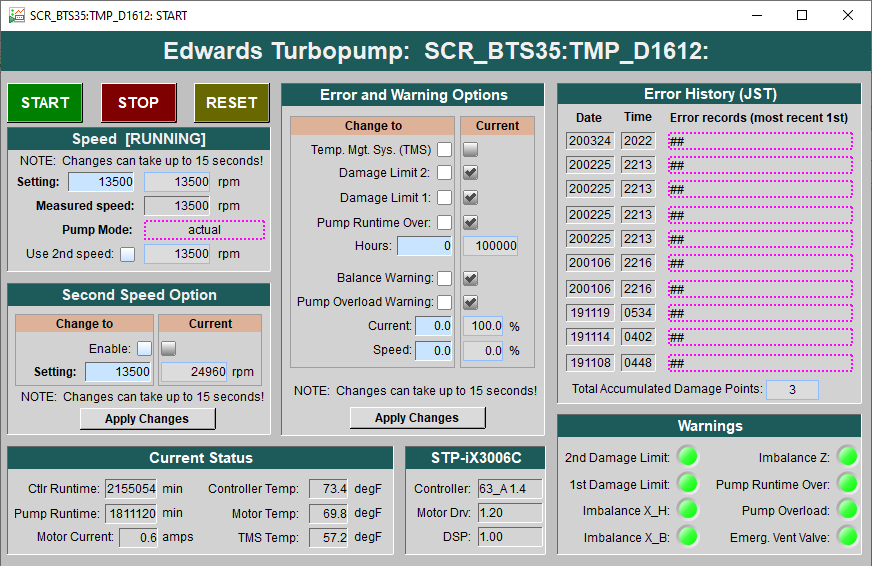 SCR_BTS35:TMP_D1612: START
Edwards Turbopump: SCR_BTS35:TMP_D1612:
START STOP RESET
Speed [RUNNING]
NOTE: Changes can take up to 15 seconds!
Setting: 13500 13500 rpm
Measured speed: 13500 rpm
Pump Mode: actual
Use 2nd speed: 13500 rpm
Second Speed Option
Change to Current
Enable:
Setting: 13500 24960 rpm
NOTE: Changes can take up to 15 seconds!
Apply Changes
Error and Warning Options
Change to Current
Temp. Mgt. Sys. (TMS)
Damage Limit 2:
Damage Limit 1:
Pump Runtime Over:
Hours: 0 100000
Balance Warning:
Pump Overload Warning:
Current: 0.0 100.0 %
Speed: 0.0 0.0 %
NOTE: Changes can take up to 15 seconds!
Apply Changes
Error History (JST)
Date Time Error records (most recent 1st)
200324 2022 ##
200225 2213 ##
200225 2213 ##
200225 2213 ##
200225 2213 ##
200106 2216 ##
200106 2216 ##
191119 0534 ##
191114 0402 ##
191108 0448 ##
Total Accumulated Damage Points: 3
Current Status
Ctlr Runtime: 2155054 min Controller Temp: 73.4 degF
Pump Runtime: 1811120 min Motor Temp: 69.8 degF
Motor Current: 0.6 amps TMS Temp: 57.2 degF
STP-iX3006C
Controller: 63_A 1.4
Motor Drv: 1.20
DSP: 1.00
Warnings
2nd Damage Limit: Imbalance Z:
1st Damage Limit: Pump Runtime Over:
Imbalance X_H: Pump Overload:
Imbalance X_B: Emerg. Vent Valve: